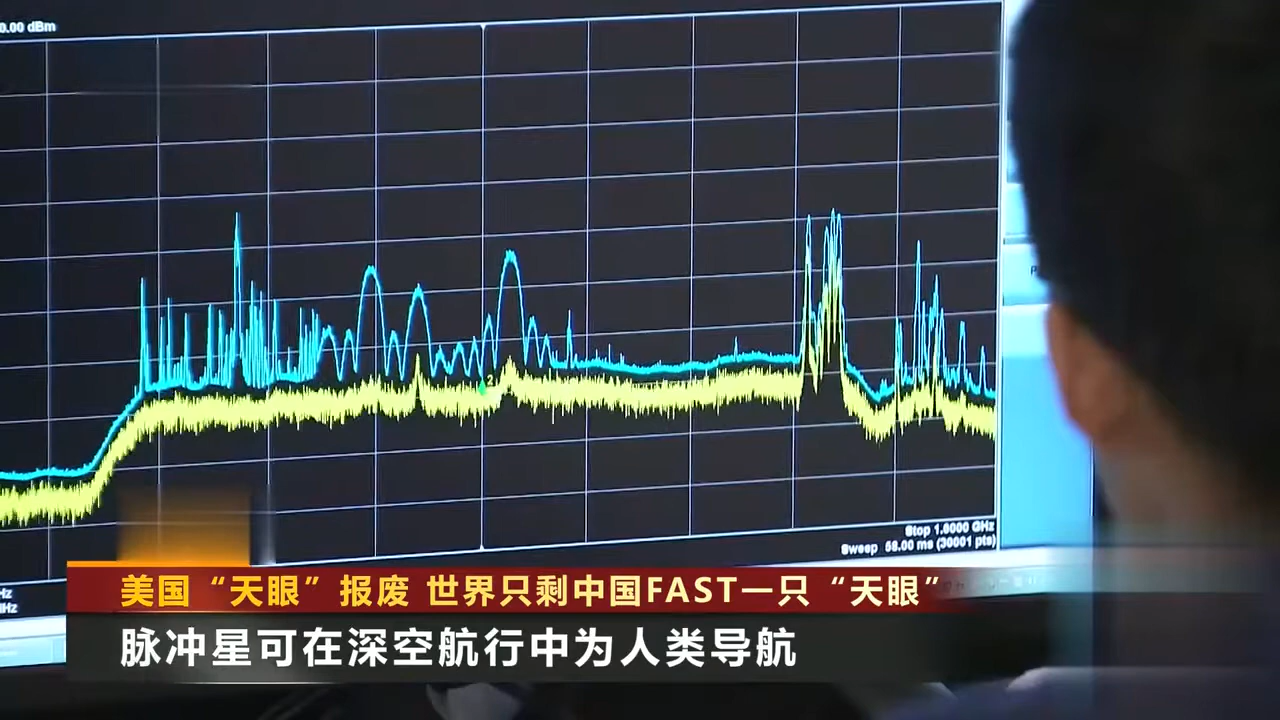 0.00 dBm
Stop 1.8000 GHz
Sweep 58.00 ms (30001 pts)
美国“天眼”报废 世界只剩中国FAST一只“天眼”
脉冲星可在深空航行中为人类导航